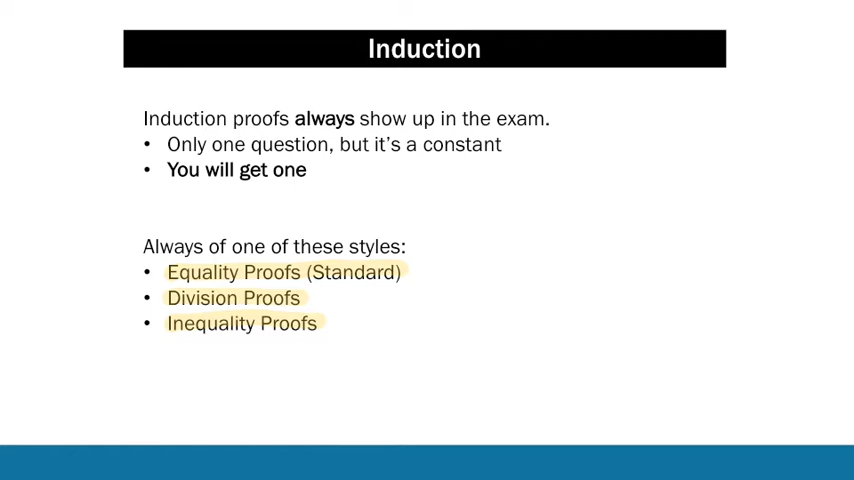 Induction
Induction proofs always show up in the exam.
• Only one question, but it's a constant
• You will get one
Always of one of these styles:
• Equality Proofs (Standard)
• Division Proofs
• Inequality Proofs